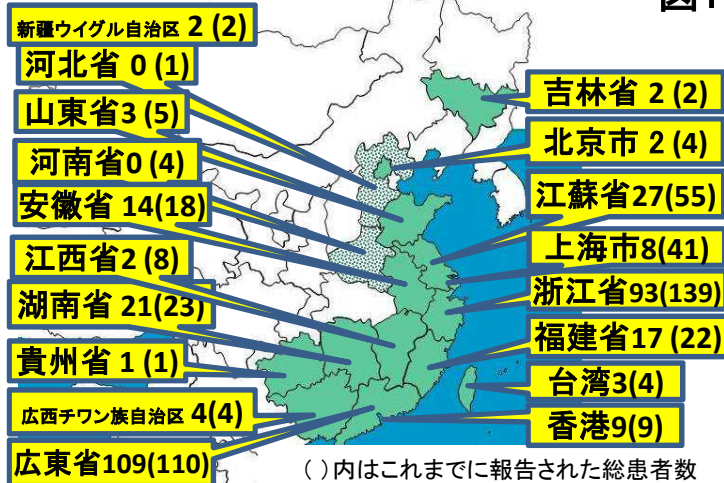 図1
新疆ウイグル自治区 2 (2)
河北省 0 (1)
山東省3 (5)
河南省0 (4)
安徽省 14(18)
江西省2 (8)
湖南省 21(23)
貴州省 1 (1)
広西チワン族自治区 4(4)
広東省109(110)
吉林省 2 (2)
北京市 2 (4)
江蘇省27(55)
上海市8(41)
浙江省93(139)
福建省17 (22)
台湾3(4)
香港9(9)
( )内はこれまでに報告された総患者数